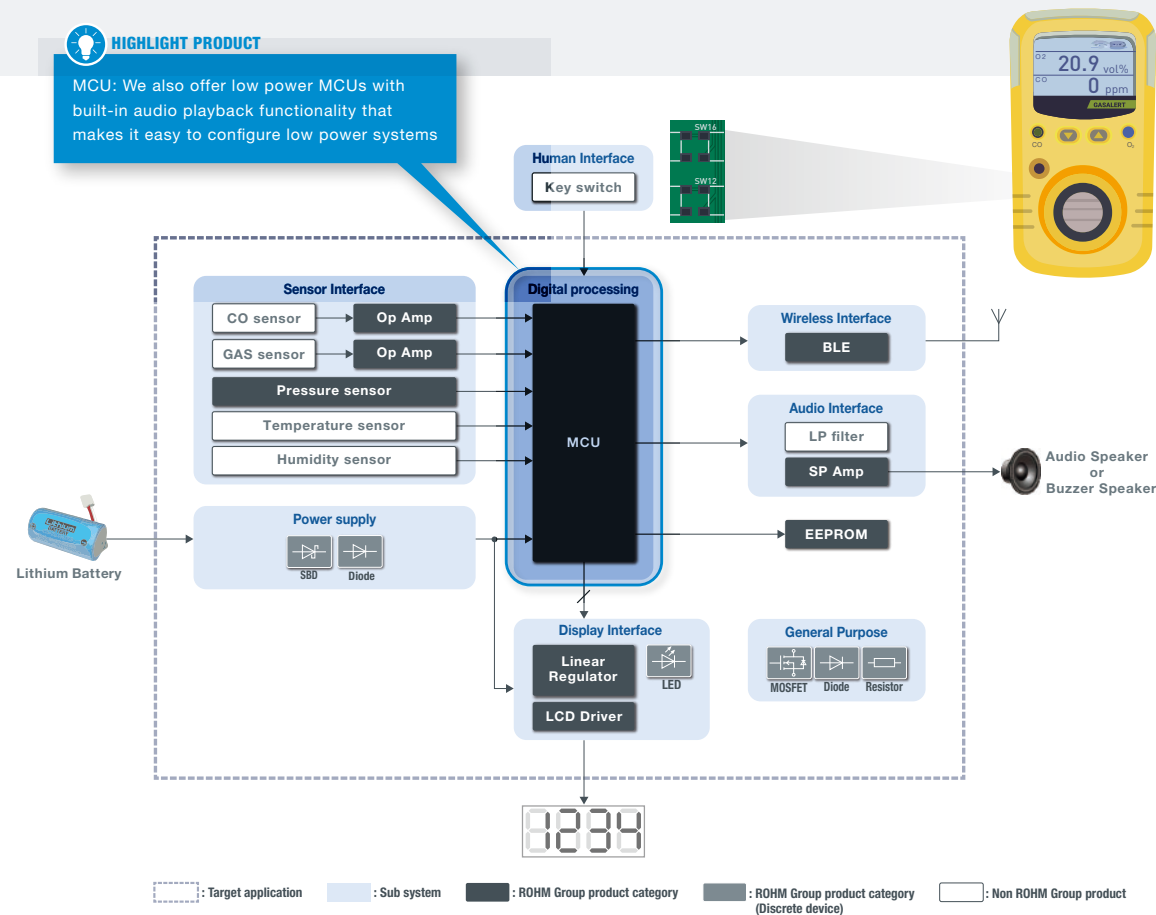 HIGHLIGHT PRODUCT
MCU: We also offer low power MCUs with
built-in audio playback functionality that
makes it easy to configure low power systems
O2
20.9 vol%
CO
0 ppm
GASALERT
CO
O₂
SW16
SW12
Human Interface
Key switch
Sensor Interface
CO sensor
Op Amp
GAS sensor
Op Amp
Pressure sensor
Temperature sensor
Humidity sensor
Digital processing
MCU
Wireless Interface
BLE
Audio Interface
LP filter
SP Amp
Audio Speaker
or
Buzzer Speaker
EEPROM
Lithium
Lithium Battery
Power supply
SBD
Diode
Display Interface
Linear
Regulator
LED
LCD Driver
General Purpose
MOSFET
Diode
Resistor
1234
: Target application
: Sub system
: ROHM Group product category
: ROHM Group product category
(Discrete device)
: Non ROHM Group product